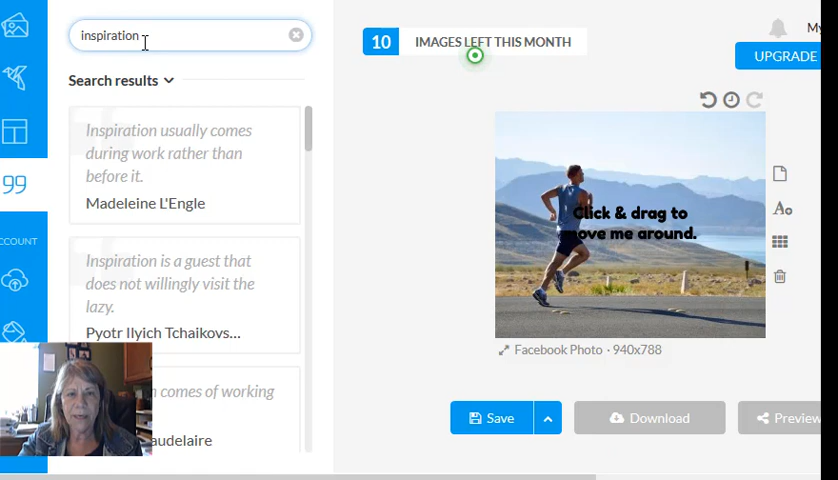 inspiration
10 IMAGES LEFT THIS MONTH
My
UPGRADE
Search results
Inspiration usually comes
during work rather than
before it.
Madeleine L'Engle
Inspiration is a guest that
does not willingly visit the
lazy.
Pyotr Ilyich Tchaikovs...
comes of working
audelaire
COUNT
Click & drag to
move me around.
Facebook Photo · 940x788
Save
Download
Preview